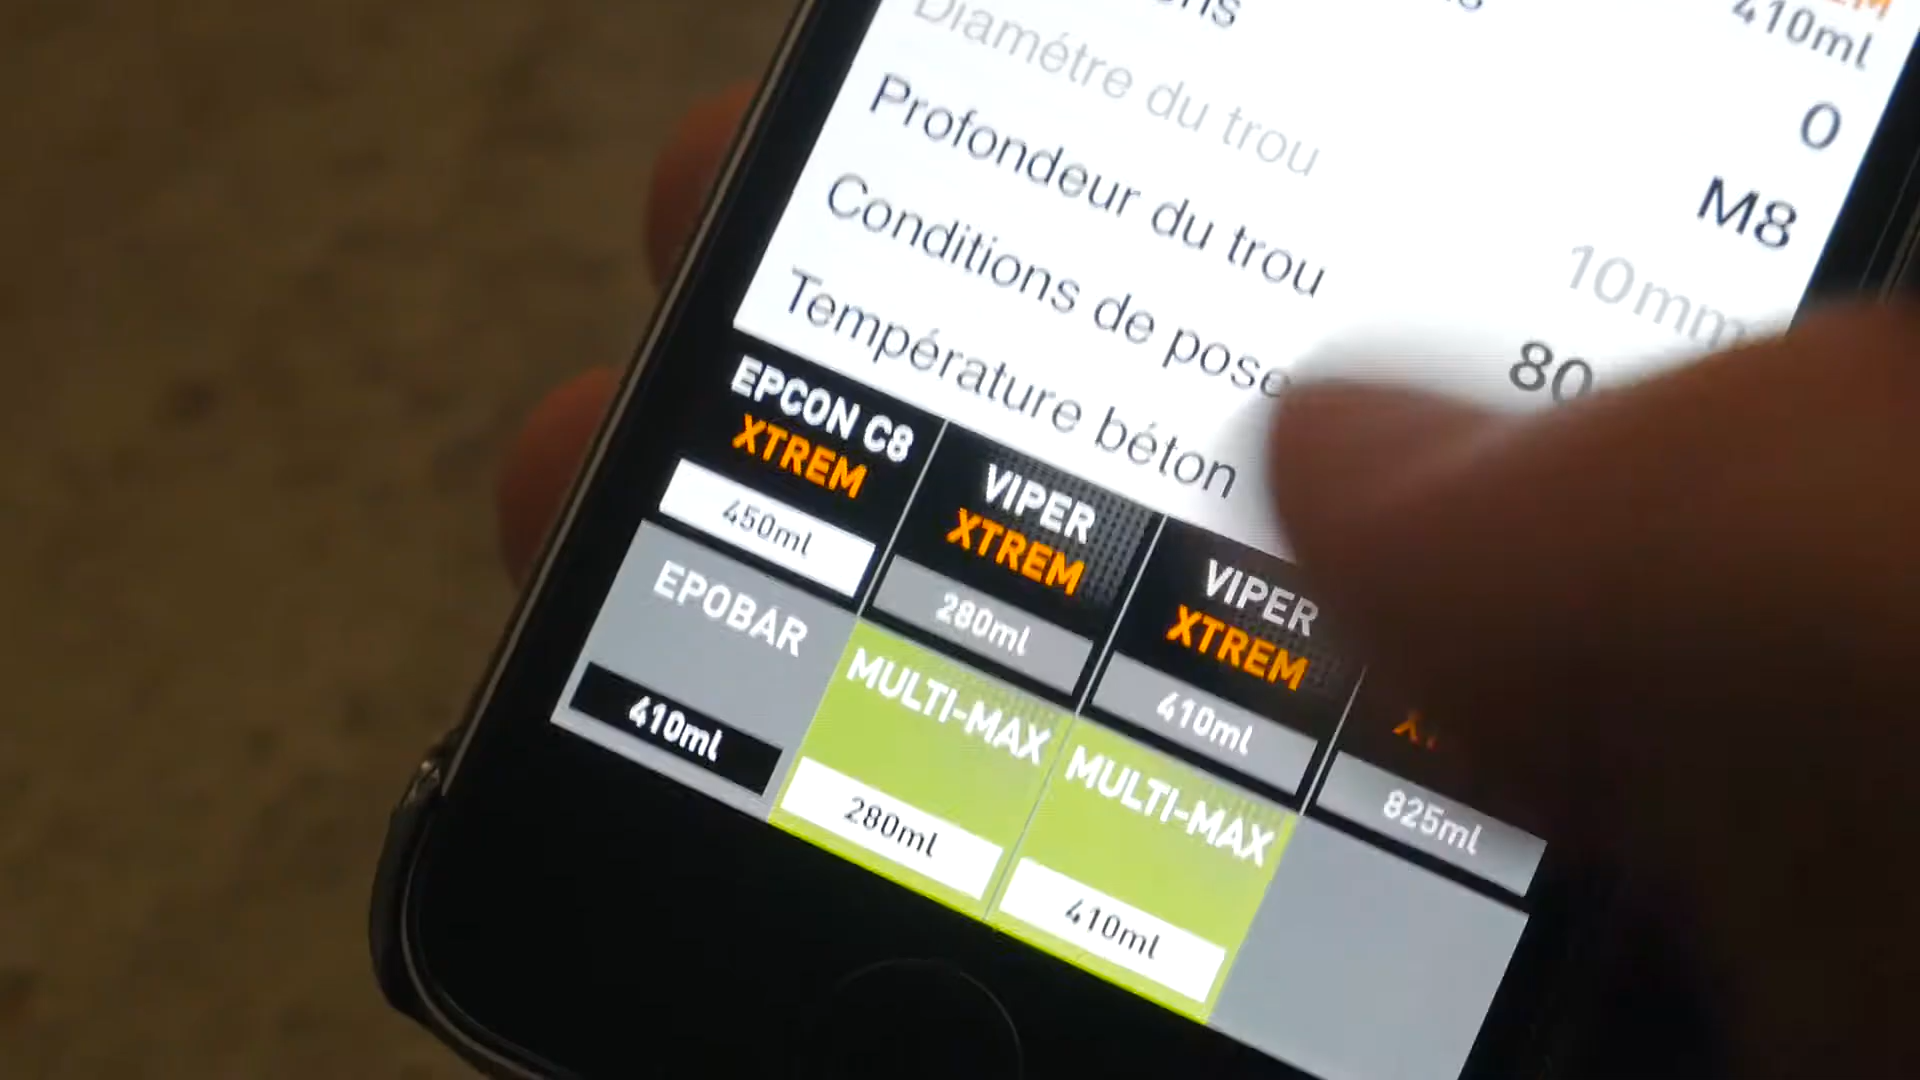 410ml
0
Diamétre du trou
M8
Profondeur du trou
10mm
Conditions de pose
80
Température béton
EPCON C8
XTREM
450ml
VIPER
XTREM
280ml
VIPER
XTREM
410ml
825ml
EPOBAR
410ml
MULTI-MAX
280ml
MULTI-MAX
410ml